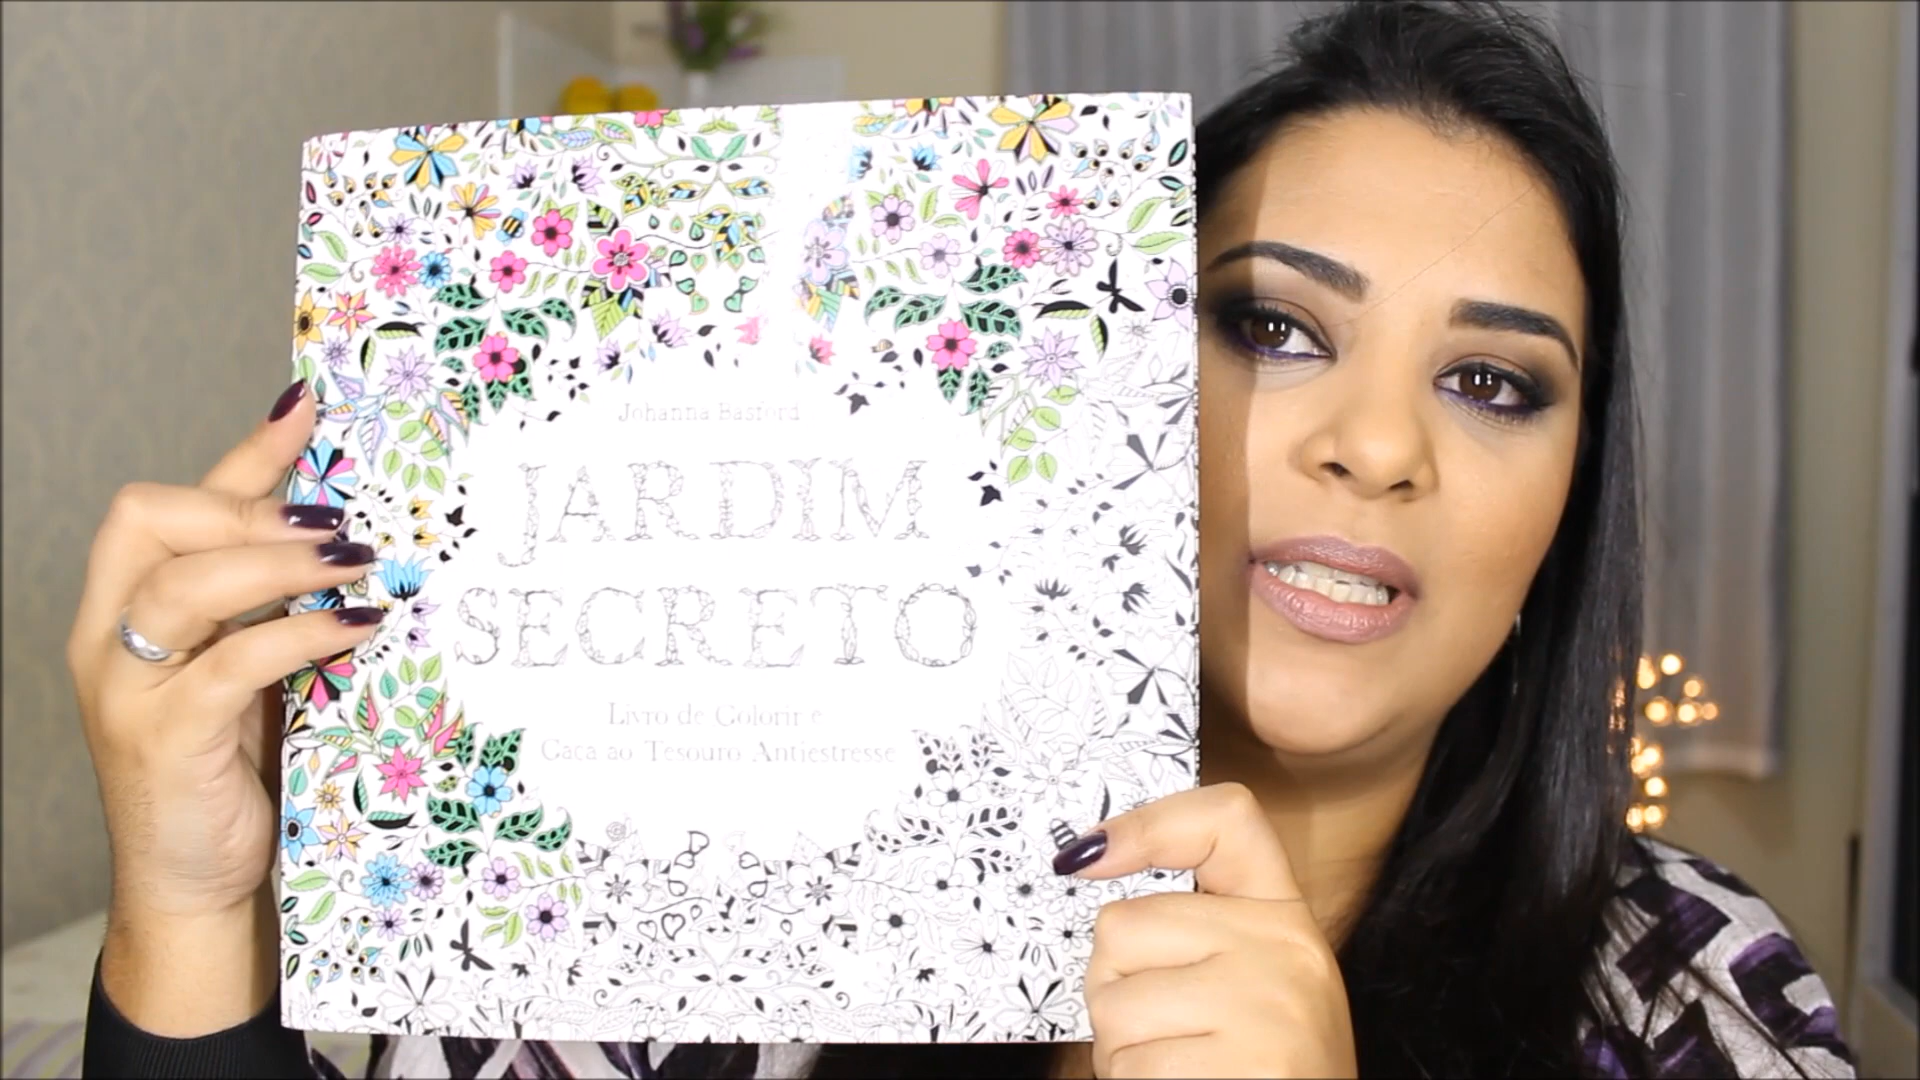 Johanna Basford
JARDIM
SECRETO
Livro de Colorir e
Caça ao Tesouro Antiestresse